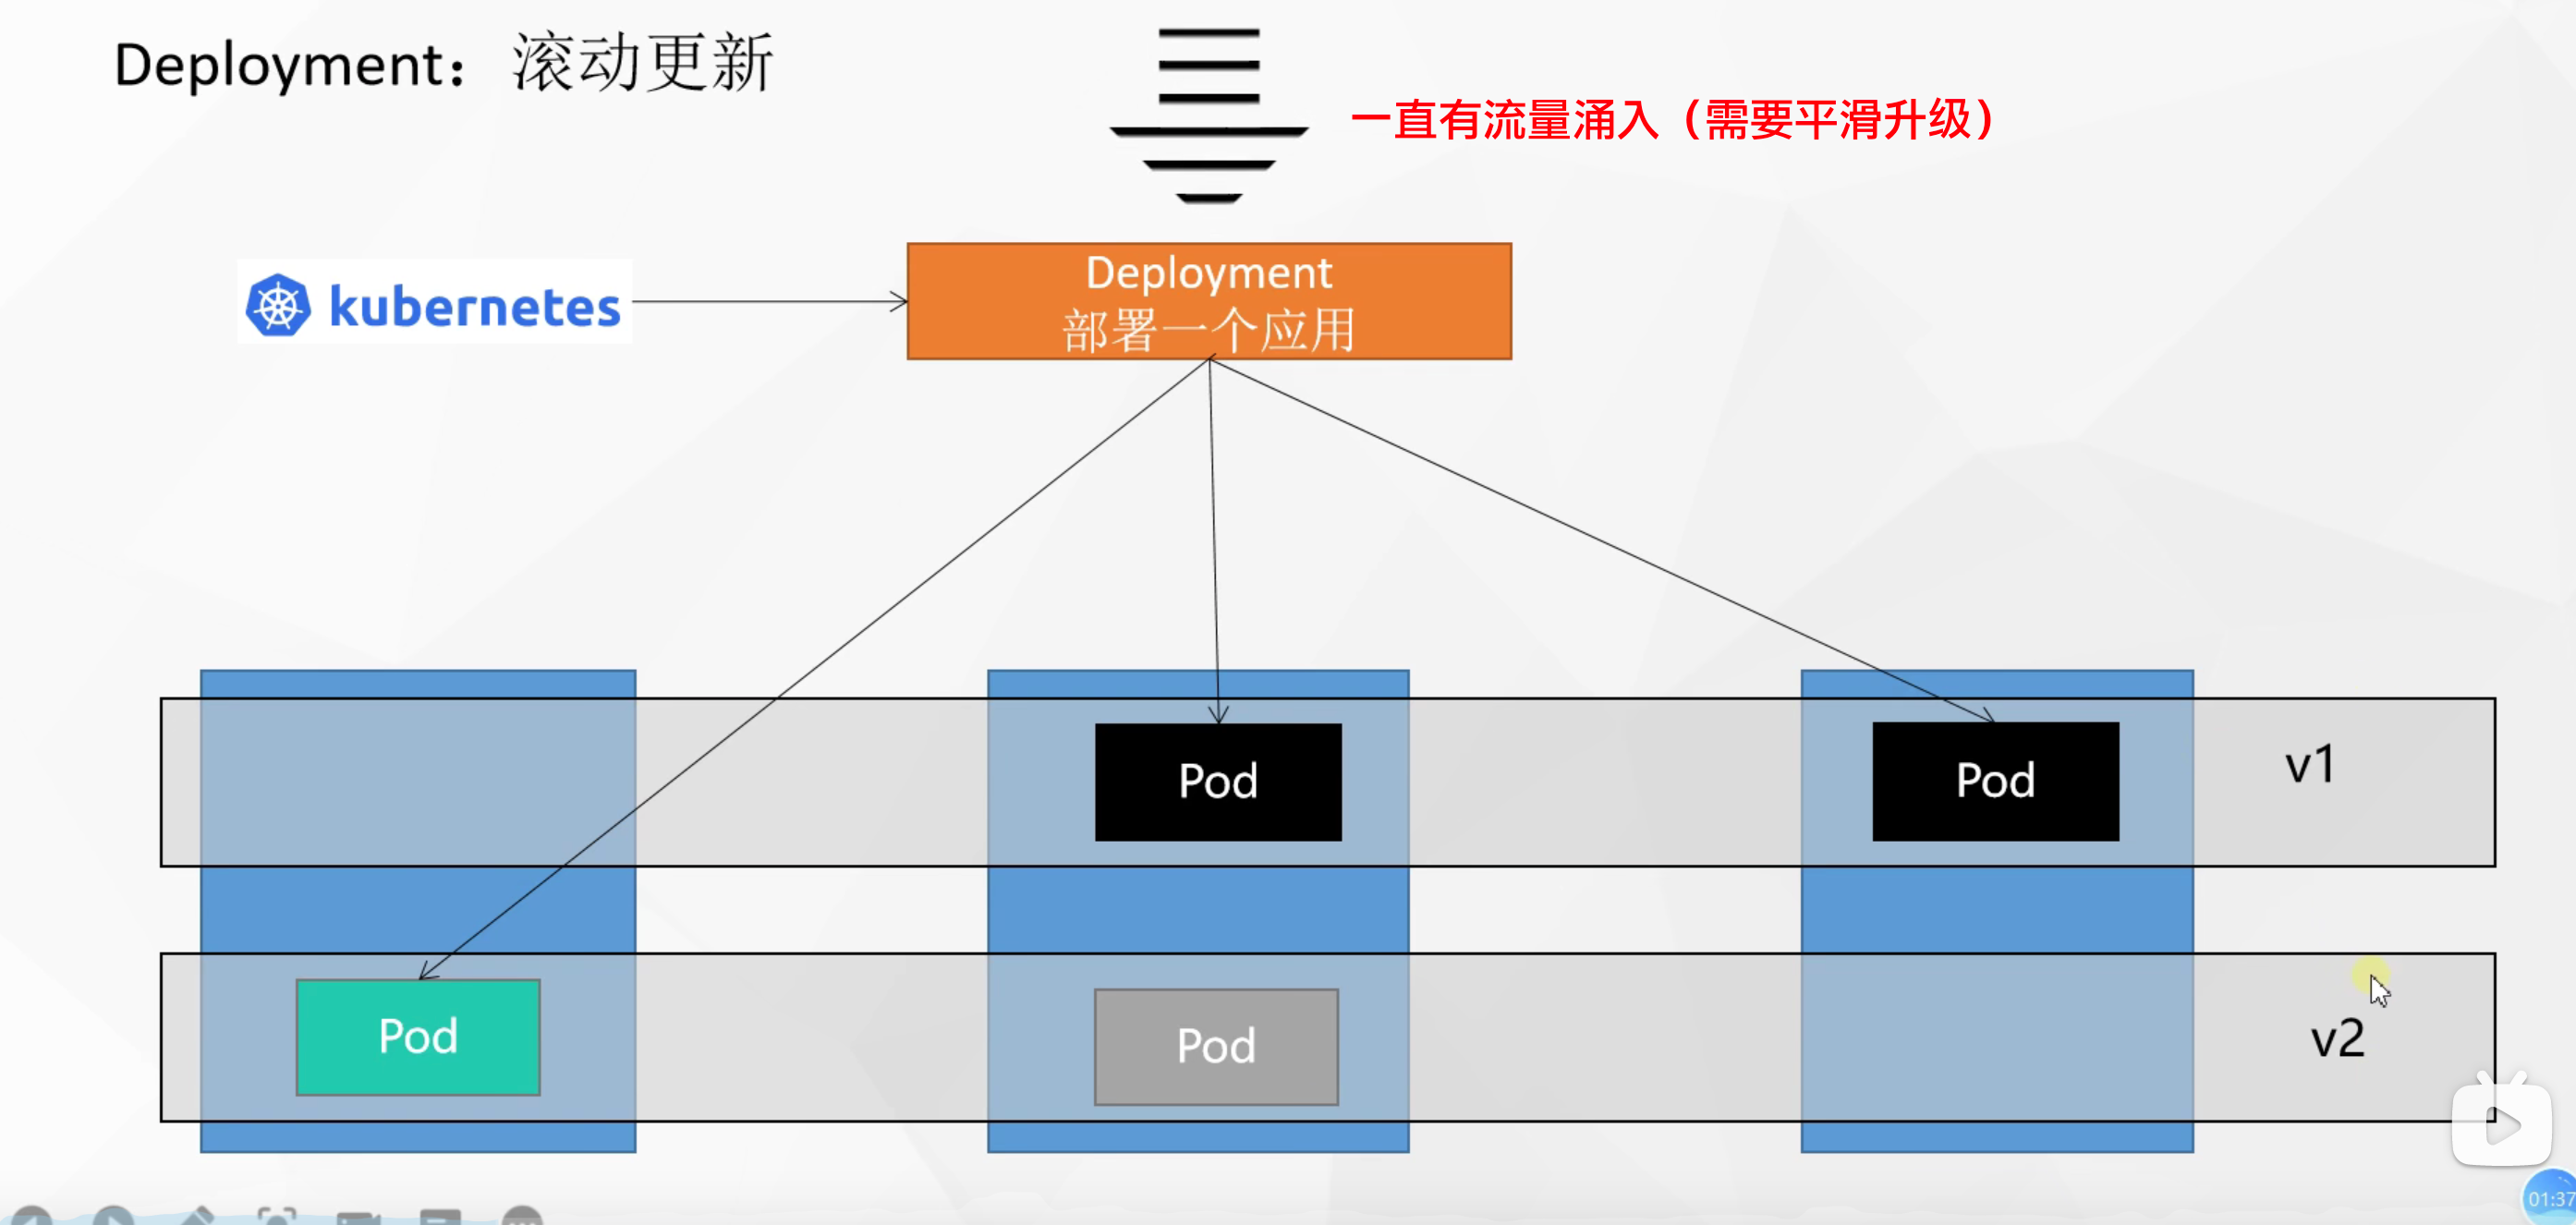 Deployment：滚动更新
一直有流量涌入（需要平滑升级）
kubernetes
Deployment
部署一个应用
Pod
Pod
v1
Pod
Pod
v2
01:37